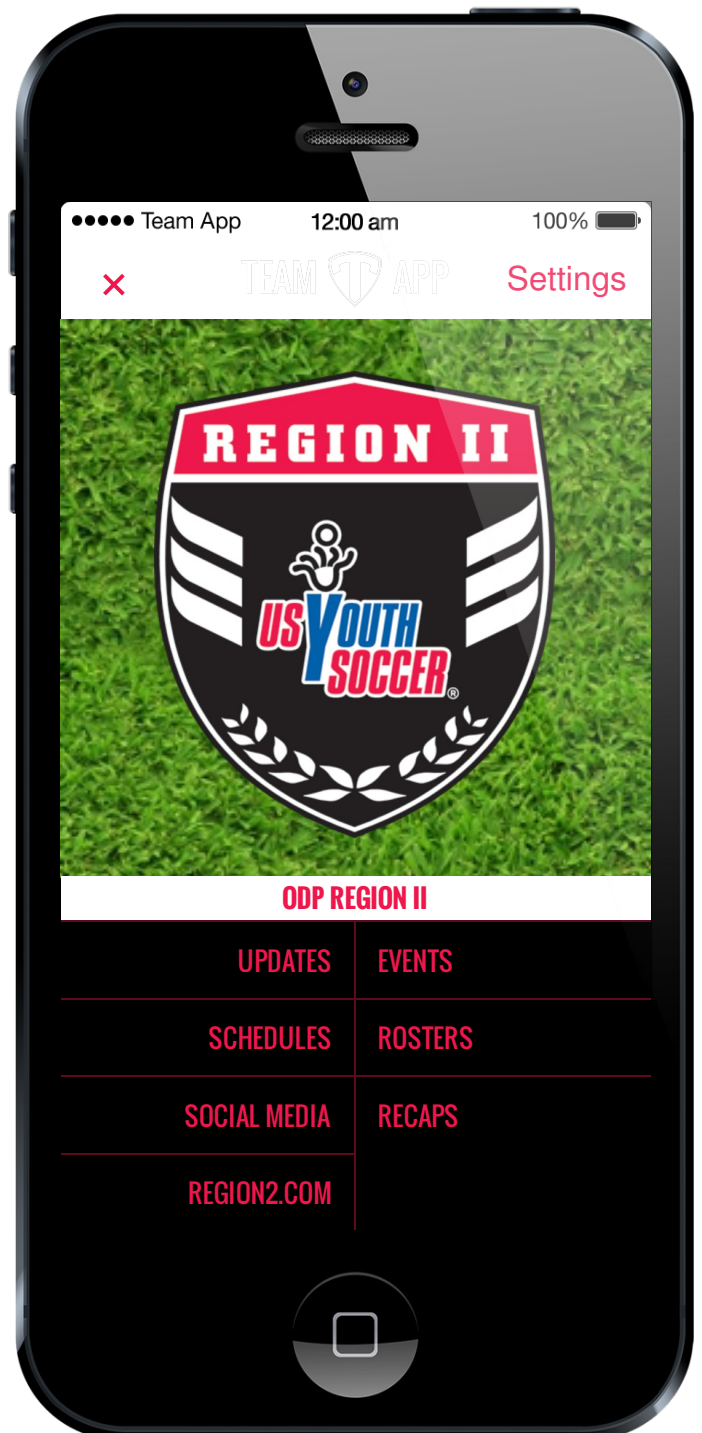 Team App 12:00 am 100%
× TEAM T APP Settings
REGION II
US YOUTH
SOCCER®
ODP REGION II
UPDATES EVENTS
SCHEDULES ROSTERS
SOCIAL MEDIA RECAPS
REGION2.COM